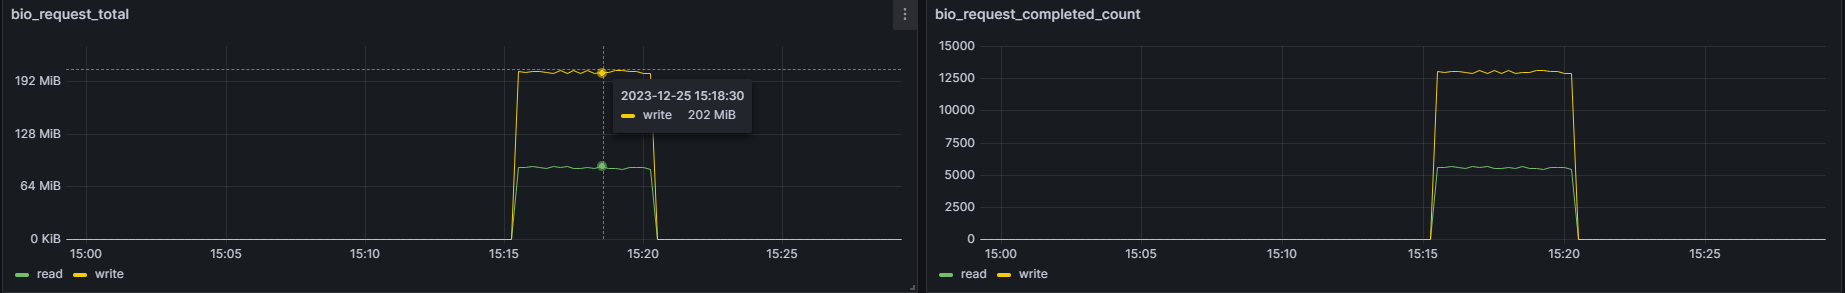 bio_request_total
192 MiB
128 MiB
64 MiB
0 KiB
15:00 15:05 15:10 15:15 15:20 15:25
2023-12-25 15:18:30
write 202 MiB
read write
bio_request_completed_count
15000
12500
10000
7500
5000
2500
0
15:00 15:05 15:10 15:15 15:20 15:25
read write